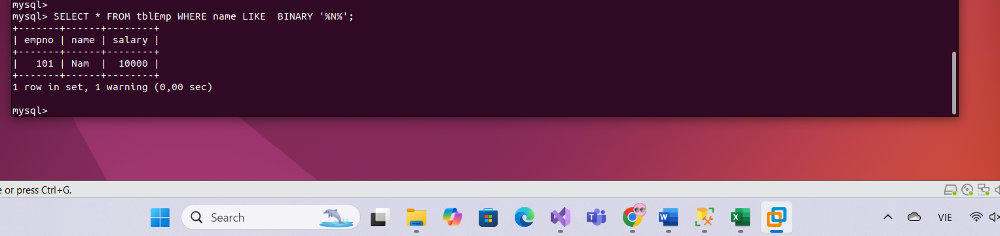 mysql>
mysql> SELECT * FROM tblEmp WHERE name LIKE  BINARY '%N%';
+-------+------+--------+
| empno | name | salary |
+-------+------+--------+
|   101 | Nam  |  10000 |
+-------+------+--------+
1 row in set, 1 warning (0,00 sec)
mysql>
e or press Ctrl+G.
Search
VIE